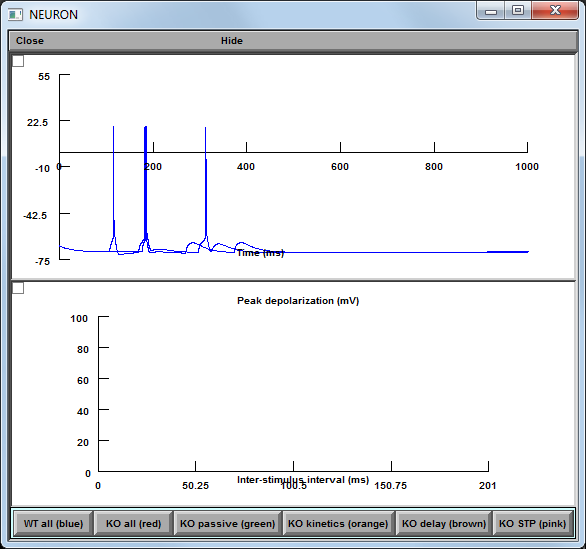 NEURON
Close Hide
55
22.5
-10
0 200 400 600 800 1000
-42.5
Time (ms)
-75
Peak depolarization (mV)
100
80
60
40
20
0
Inter-stimulus interval (ms)
0 50.25 100.5 150.75 201
WT all (blue) KO all (red) KO passive (green) KO kinetics (orange) KO delay (brown) KO STP (pink)